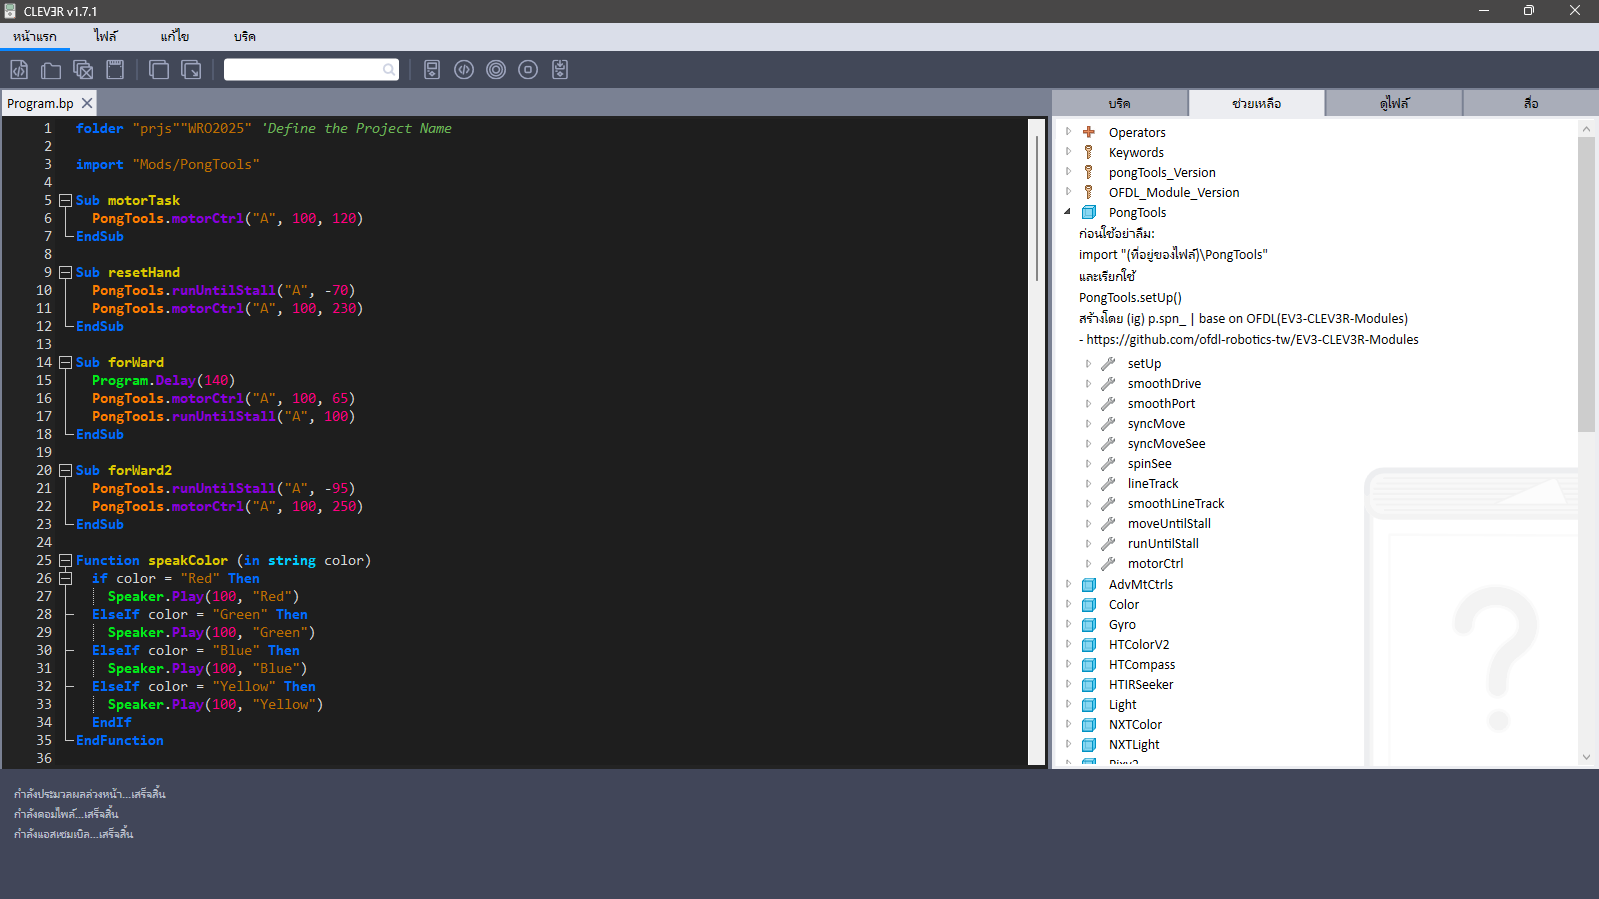 CLEVƎR v1.7.1
หน้าแรก ไฟล์ แก้ไข บริค
Program.bp
1 folder "prjs""WRO2025" 'Define the Project Name
2
3 import "Mods/PongTools"
4
5 Sub motorTask
6 PongTools.motorCtrl("A", 100, 120)
7 EndSub
8
9 Sub resetHand
10 PongTools.runUntilStall("A", -70)
11 PongTools.motorCtrl("A", 100, 230)
12 EndSub
13
14 Sub forWard
15 Program.Delay(140)
16 PongTools.motorCtrl("A", 100, 65)
17 PongTools.runUntilStall("A", 100)
18 EndSub
19
20 Sub forWard2
21 PongTools.runUntilStall("A", -95)
22 PongTools.motorCtrl("A", 100, 250)
23 EndSub
24
25 Function speakColor (in string color)
26 if color = "Red" Then
27 Speaker.Play(100, "Red")
28 ElseIf color = "Green" Then
29 Speaker.Play(100, "Green")
30 ElseIf color = "Blue" Then
31 Speaker.Play(100, "Blue")
32 ElseIf color = "Yellow" Then
33 Speaker.Play(100, "Yellow")
34 EndIf
35 EndFunction
36
บริค ช่วยเหลือ ดูไฟล์ สื่อ
Operators
Keywords
pongTools_Version
OFDL_Module_Version
PongTools
ก่อนใช้อย่าลืม:
import "(ที่อยู่ของไฟล์)\PongTools"
และเรียกใช้
PongTools.setUp()
สร้างโดย (ig) p.spn_ | base on OFDL(EV3-CLEV3R-Modules)
- https://github.com/ofdl-robotics-tw/EV3-CLEV3R-Modules
setUp
smoothDrive
smoothPort
syncMove
syncMoveSee
spinSee
lineTrack
smoothLineTrack
moveUntilStall
runUntilStall
motorCtrl
AdvMtCtrls
Color
Gyro
HTColorV2
HTCompass
HTIRSeeker
Light
NXTColor
NXTLight
Pixy2
กำลังประมวลผลล่วงหน้า...เสร็จสิ้น
กำลังคอมไพล์...เสร็จสิ้น
กำลังแอสเซมเบิล...เสร็จสิ้น